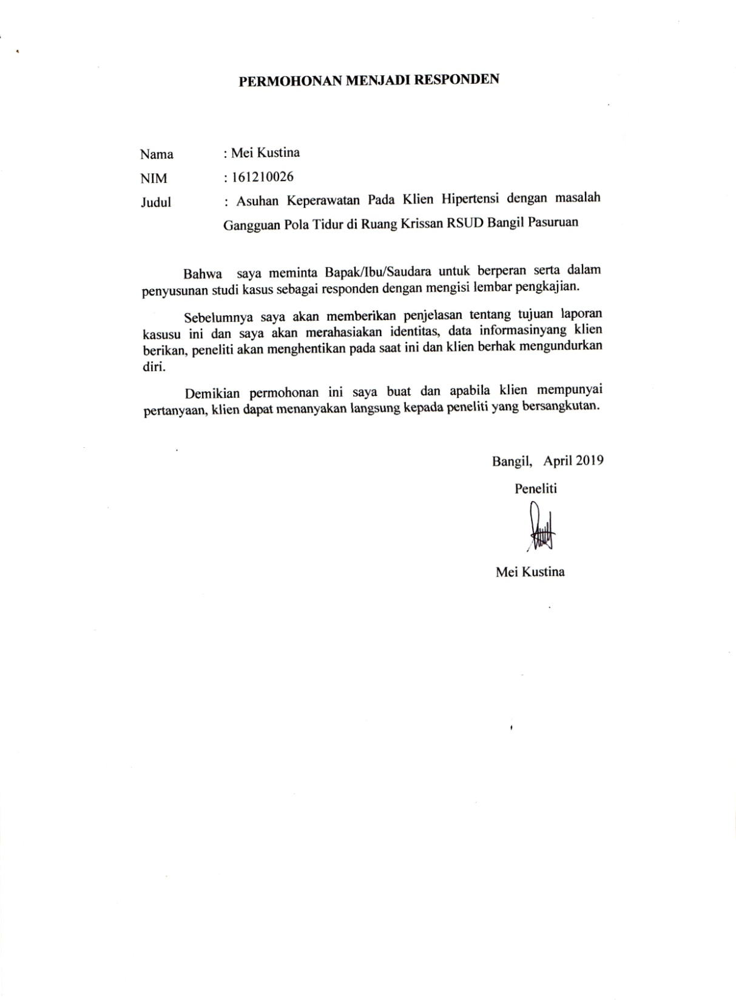 PERMOHONAN MENJADI RESPONDEN
Nama : Mei Kustina
NIM : 161210026
Judul : Asuhan Keperawatan Pada Klien Hipertensi dengan masalah
Gangguan Pola Tidur di Ruang Krissan RSUD Bangil Pasuruan
Bahwa saya meminta Bapak/Ibu/Saudara untuk berperan serta dalam
penyusunan studi kasus sebagai responden dengan mengisi lembar pengkajian.
Sebelumnya saya akan memberikan penjelasan tentang tujuan laporan
kasusu ini dan saya akan merahasiakan identitas, data informasinyang klien
berikan, peneliti akan menghentikan pada saat ini dan klien berhak mengundurkan
diri.
Demikian permohonan ini saya buat dan apabila klien mempunyai
pertanyaan, klien dapat menanyakan langsung kepada peneliti yang bersangkutan.
Bangil, April 2019
Peneliti
Mei Kustina